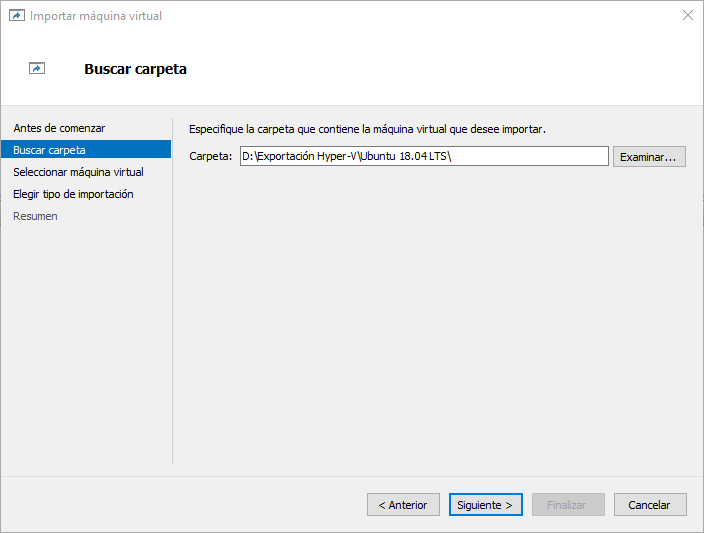 Importar máquina virtual
Buscar carpeta
Antes de comenzar
Buscar carpeta
Seleccionar máquina virtual
Elegir tipo de importación
Resumen
Especifique la carpeta que contiene la máquina virtual que desee importar.
Carpeta: D:\Exportación Hyper-V\Ubuntu 18.04 LTS\ Examinar...
< Anterior Siguiente > Finalizar Cancelar